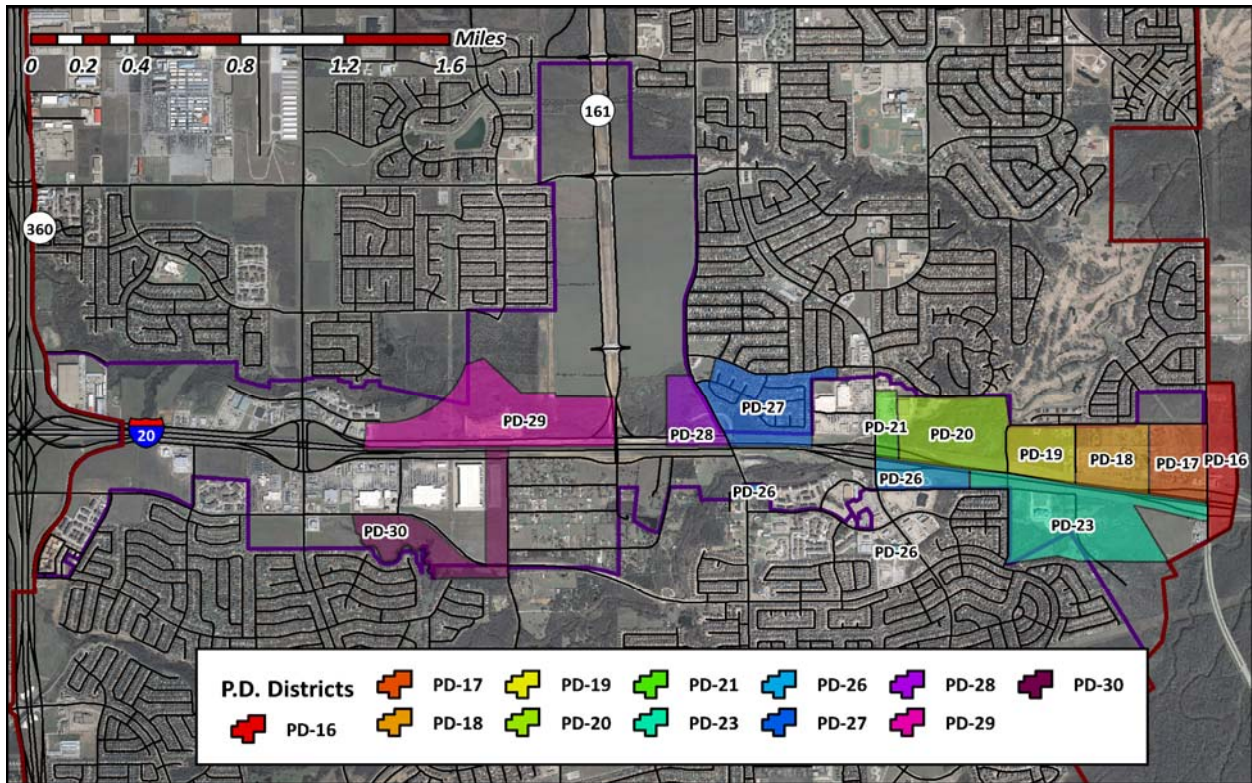 Miles
0 0.2 0.4 0.8 1.2 1.6
161
360
20
PD-29
PD-28
PD-27
PD-21
PD-20
PD-19
PD-18
PD-17
PD-16
PD-26
PD-26
PD-26
PD-23
PD-30
P.D. Districts
PD-16
PD-17
PD-18
PD-19
PD-20
PD-21
PD-23
PD-26
PD-27
PD-28
PD-29
PD-30